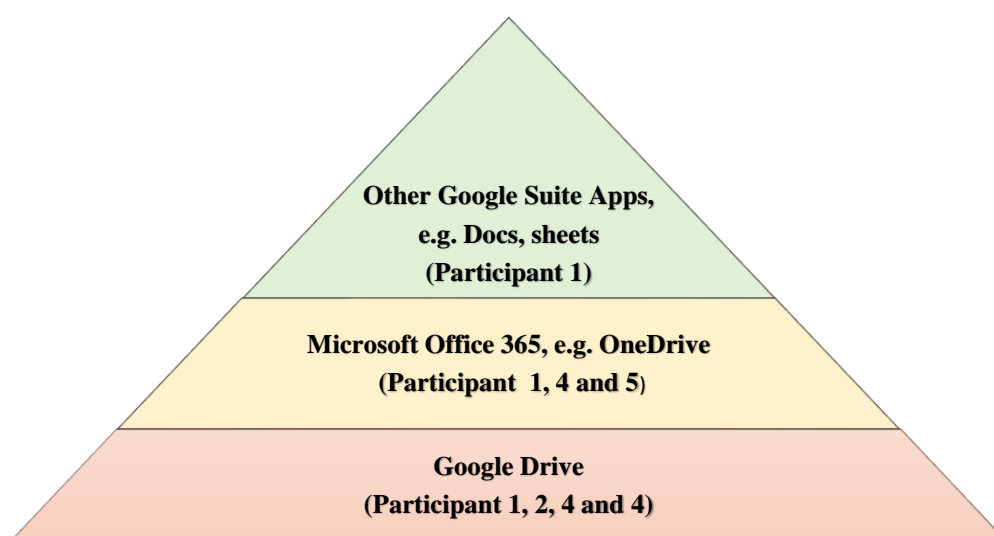 Other Google Suite Apps,
e.g. Docs, sheets
(Participant 1)
Microsoft Office 365, e.g. OneDrive
(Participant 1, 4 and 5)
Google Drive
(Participant 1, 2, 4 and 4)